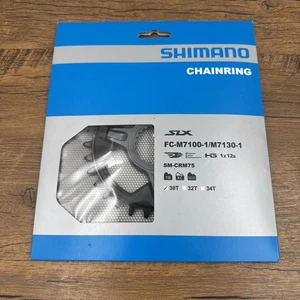 SHIMANO
CHAINRING
SLX
FC-M7100-1/M7130-1
HG 1x12s
SM-CRM75
30T 32T 34T